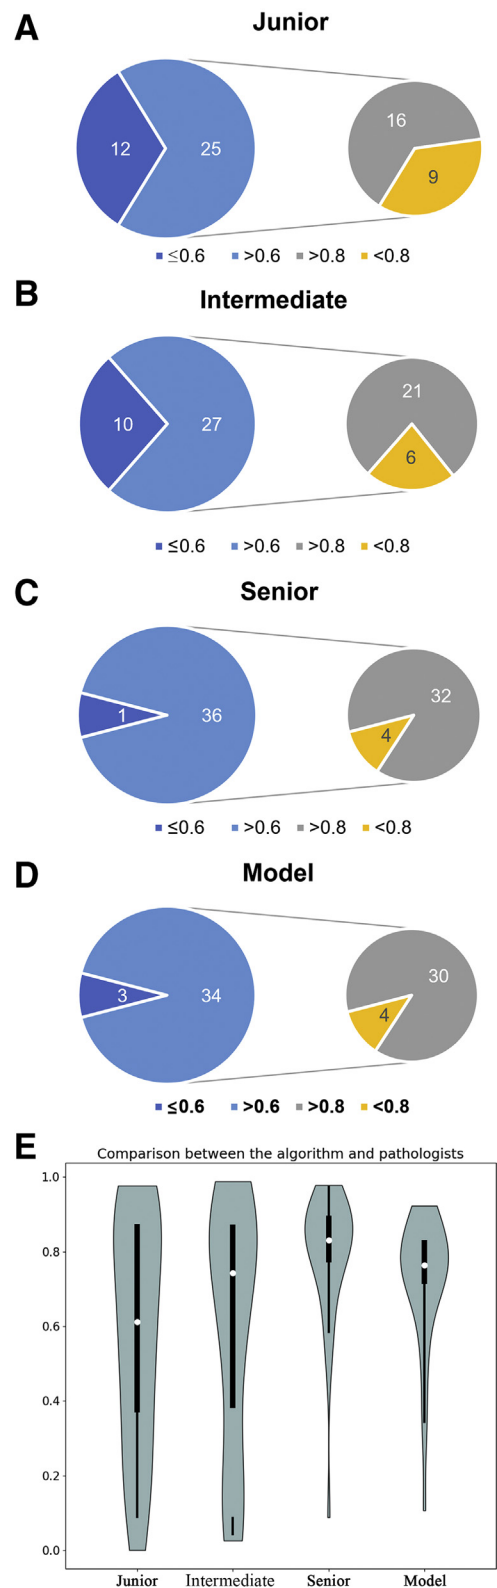 A
Junior
12 25 16 9
≤0.6 >0.6 >0.8 <0.8
B
Intermediate
10 27 21 6
≤0.6 >0.6 >0.8 <0.8
C
Senior
1 36 32 4
≤0.6 >0.6 >0.8 <0.8
D
Model
3 34 30 4
≤0.6 >0.6 >0.8 <0.8
E
Comparison between the algorithm and pathologists
1.0
0.8
0.6
0.4
0.2
0.0
Junior Intermediate Senior Model